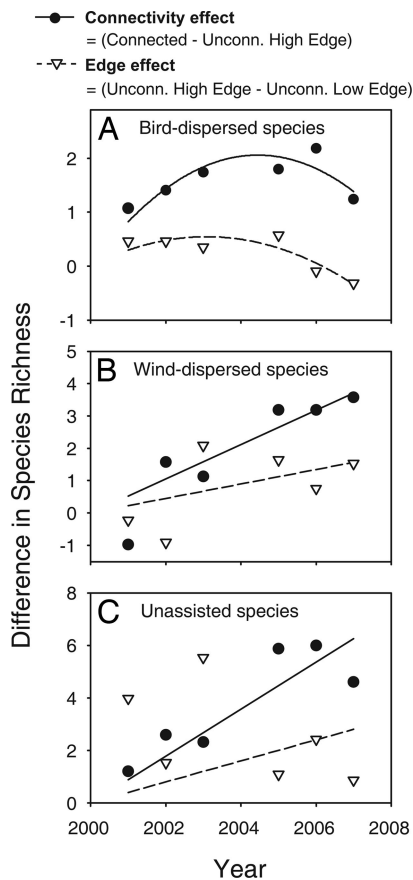 Connectivity effect
= (Connected - Unconn. High Edge)
Edge effect
= (Unconn. High Edge - Unconn. Low Edge)
Difference in Species Richness
A Bird-dispersed species
2
1
0
-1
B Wind-dispersed species
5
4
3
2
1
0
-1
C Unassisted species
8
6
4
2
0
2000 2002 2004 2006 2008
Year